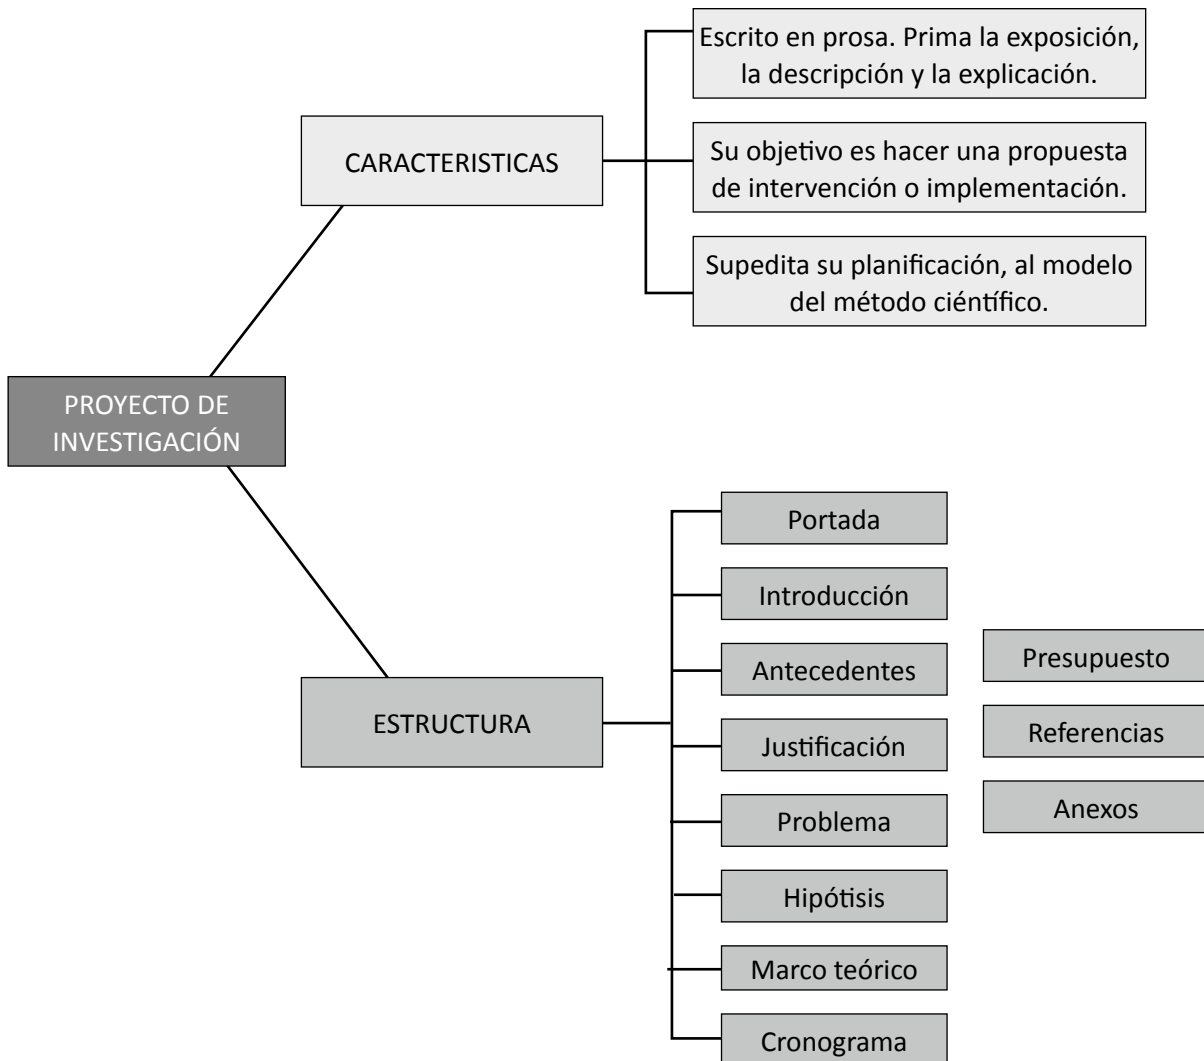 Escrito en prosa. Prima la exposición,
la descripción y la explicación.
CARACTERISTICAS
Su objetivo es hacer una propuesta
de intervención o implementación.
Supedita su planificación, al modelo
del método ciéntífico.
PROYECTO DE
INVESTIGACIÓN
ESTRUCTURA
Portada
Introducción
Antecedentes
Justificación
Problema
Hipótisis
Marco teórico
Cronograma
Presupuesto
Referencias
Anexos